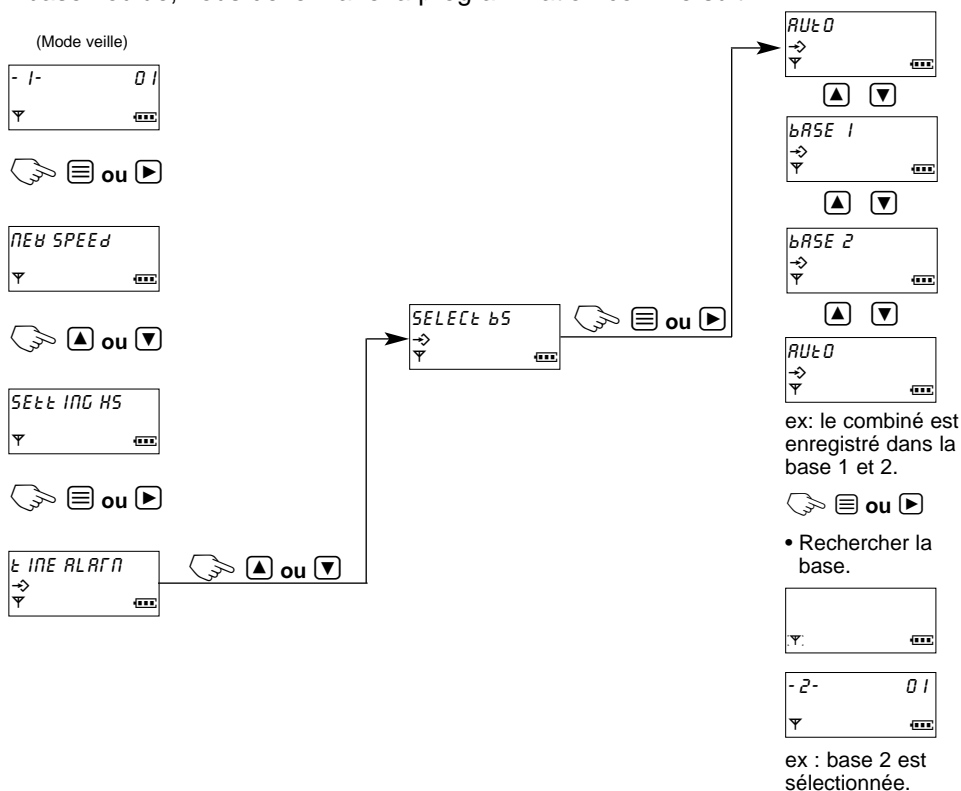 (Mode veille)
- 1- 01
ou
NEW SPEEd
ou
SEtt ING HS
ou
t IME ALArM
ou
SELECt bS
ou
AUtO
bASE 1
bASE 2
AUtO
ex: le combiné est
enregistré dans la
base 1 et 2.
ou
• Rechercher la
base.
- 2- 01
ex : base 2 est
sélectionnée.